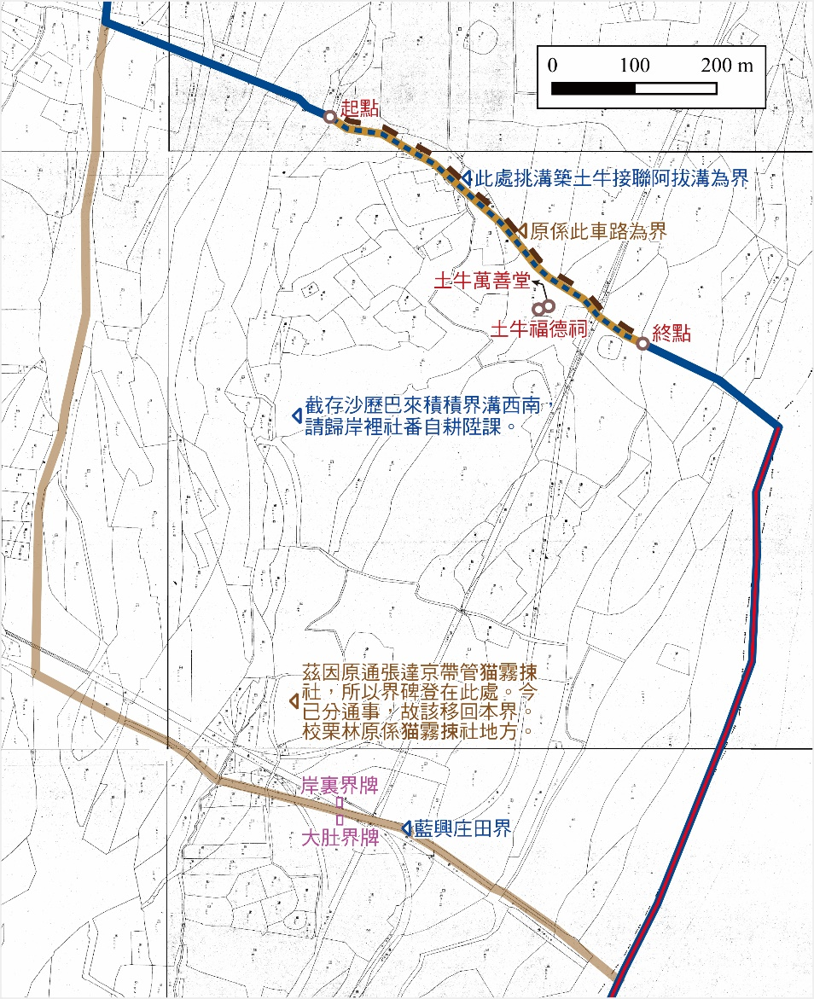 0 100 200 m
起點
此處挑溝築土牛接聯阿拔溝為界
原係此車路為界
土牛萬善堂
土牛福德祠
終點
截存沙歷巴來積積界溝西南，
請歸岸裡社番自耕陞課。
茲因原通張達京帶管猫霧捒
社，所以界碑登在此處。今
已分通事，故該移回本界。
校栗林原係猫霧捒社地方。
岸裏界牌
大肚界牌
藍興庄田界